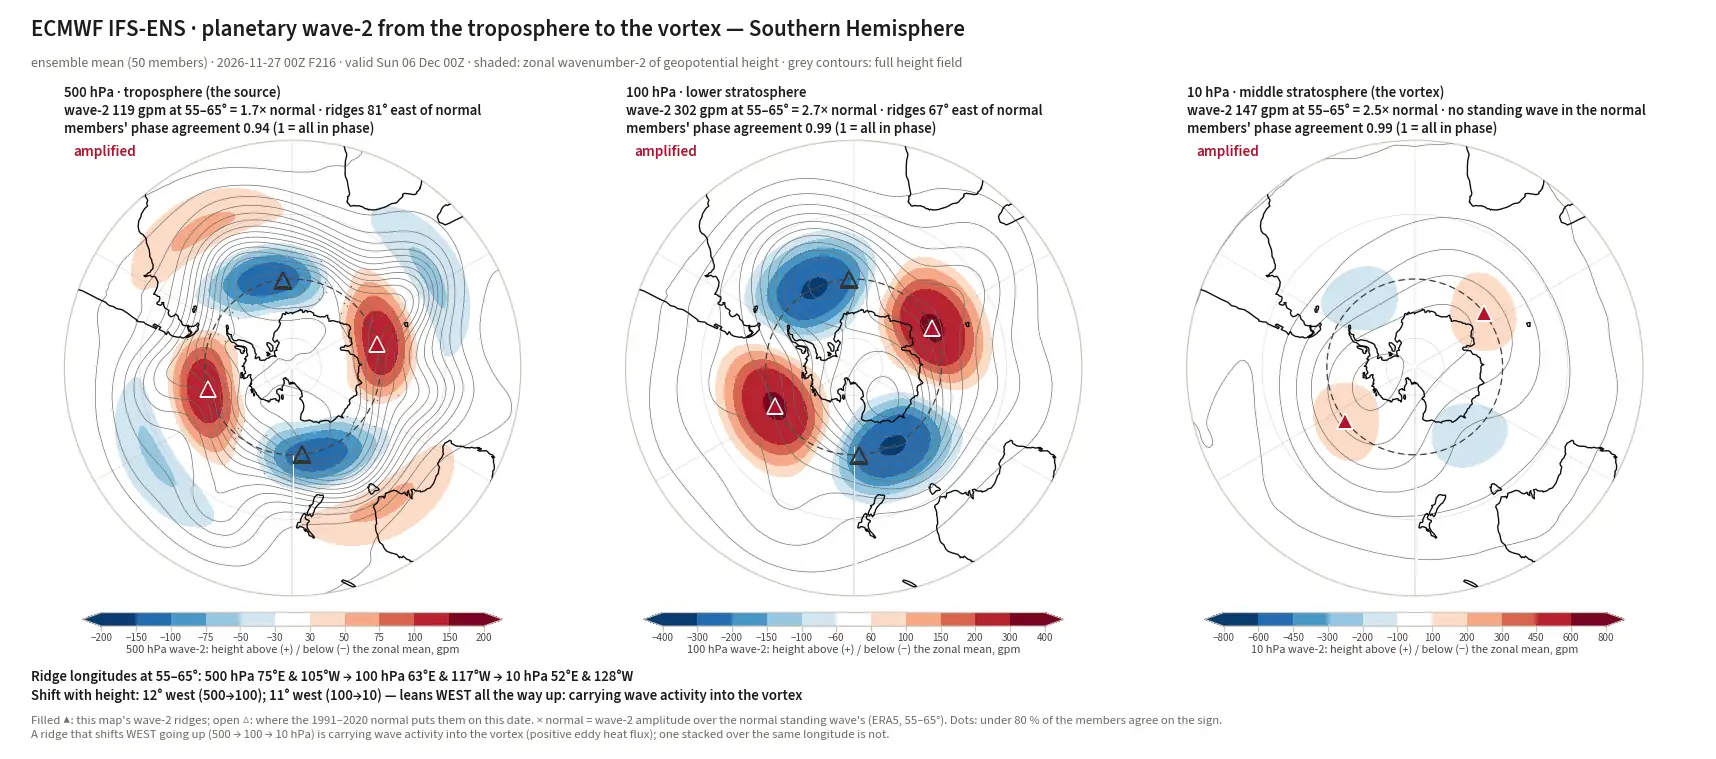 ECMWF IFS-ENS · planetary wave-2 from the troposphere to the vortex — Southern Hemisphere
ensemble mean (50 members) · 2026-11-27 00Z F216 · valid Sun 06 Dec 00Z · shaded: zonal wavenumber-2 of geopotential height · grey contours: full height field
500 hPa · troposphere (the source)
wave-2 119 gpm at 55–65° = 1.7× normal · ridges 81° east of normal
members' phase agreement 0.94 (1 = all in phase)
amplified
100 hPa · lower stratosphere
wave-2 302 gpm at 55–65° = 2.7× normal · ridges 67° east of normal
members' phase agreement 0.99 (1 = all in phase)
amplified
10 hPa · middle stratosphere (the vortex)
wave-2 147 gpm at 55–65° = 2.5× normal · no standing wave in the normal
members' phase agreement 0.99 (1 = all in phase)
amplified
−200 −150 −100 −75 −50 −30 30 50 75 100 150 200
500 hPa wave-2: height above (+) / below (−) the zonal mean, gpm
−400 −300 −200 −150 −100 −60 60 100 150 200 300 400
100 hPa wave-2: height above (+) / below (−) the zonal mean, gpm
−800 −600 −450 −300 −200 −100 100 200 300 450 600 800
10 hPa wave-2: height above (+) / below (−) the zonal mean, gpm
Ridge longitudes at 55–65°: 500 hPa 75°E & 105°W → 100 hPa 63°E & 117°W → 10 hPa 52°E & 128°W
Shift with height: 12° west (500→100); 11° west (100→10) — leans WEST all the way up: carrying wave activity into the vortex
Filled ▲: this map's wave-2 ridges; open △: where the 1991–2020 normal puts them on this date. × normal = wave-2 amplitude over the normal standing wave's (ERA5, 55–65°). Dots: under 80 % of the members agree on the sign.
A ridge that shifts WEST going up (500 → 100 → 10 hPa) is carrying wave activity into the vortex (positive eddy heat flux); one stacked over the same longitude is not.